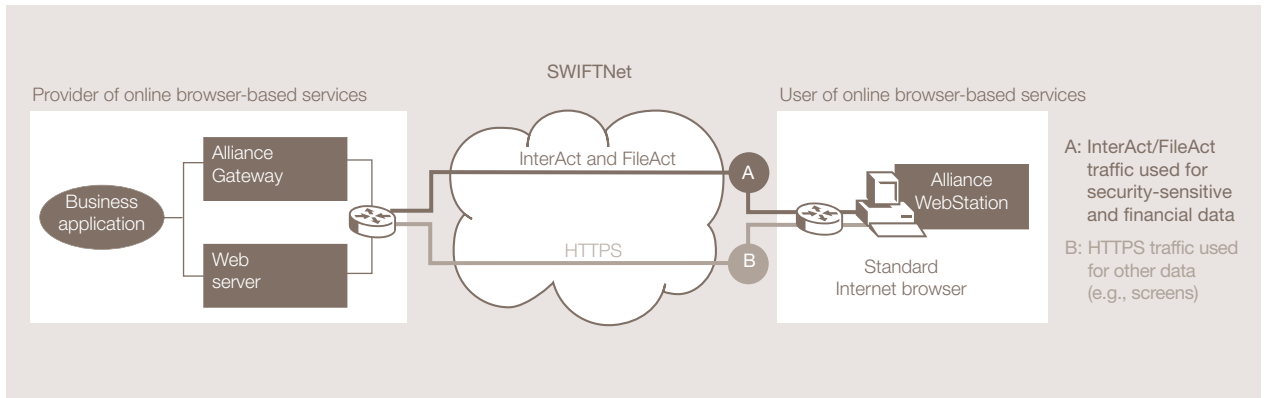 SWIFTNet
Provider of online browser-based services
Alliance
Gateway
Business
application
Web
server
InterAct and FileAct
A
HTTPS
B
User of online browser-based services
Alliance
WebStation
Standard
Internet browser
A: InterAct/FileAct
traffic used for
security-sensitive
and financial data
B: HTTPS traffic used
for other data
(e.g., screens)